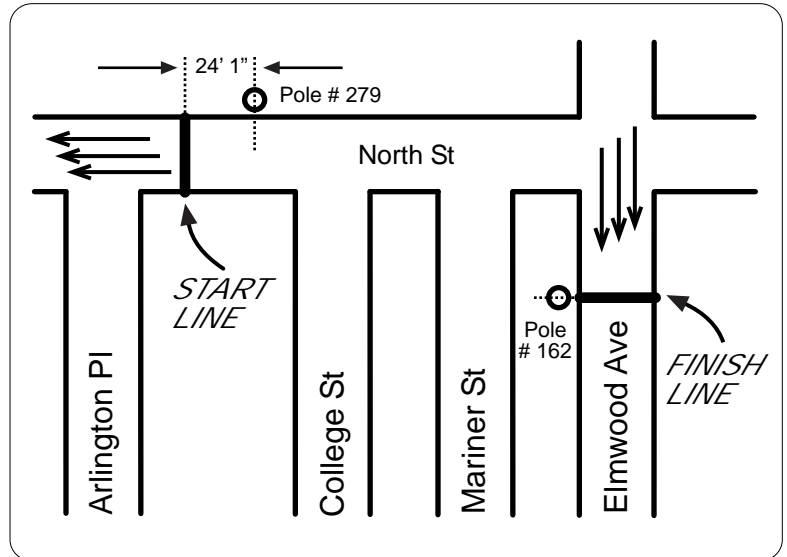 24' 1"
Pole # 279
North St
START
LINE
Pole
# 162
FINISH
LINE
Arlington Pl
College St
Mariner St
Elmwood Ave